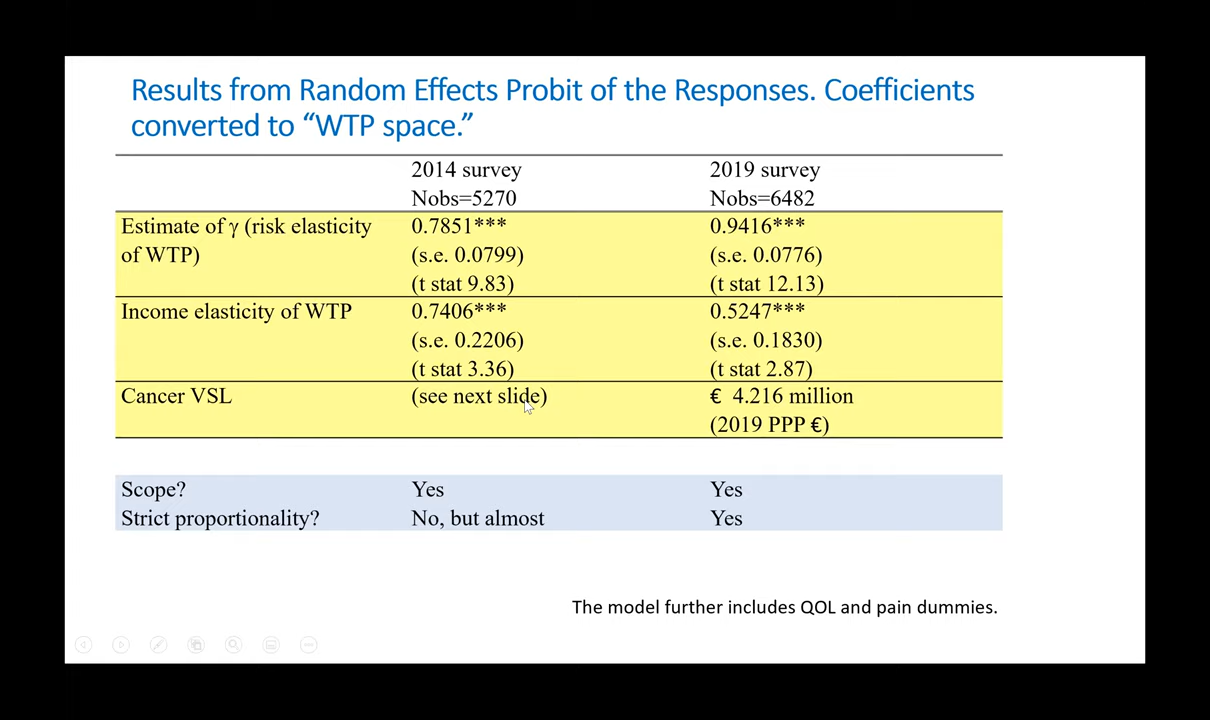 Results from Random Effects Probit of the Responses. Coefficients
converted to “WTP space.”
2014 survey 2019 survey
Nobs=5270 Nobs=6482
Estimate of γ (risk elasticity 0.7851*** 0.9416***
of WTP) (s.e. 0.0799) (s.e. 0.0776)
(t stat 9.83) (t stat 12.13)
Income elasticity of WTP 0.7406*** 0.5247***
(s.e. 0.2206) (s.e. 0.1830)
(t stat 3.36) (t stat 2.87)
Cancer VSL (see next slide) € 4.216 million
(2019 PPP €)
Scope? Yes Yes
Strict proportionality? No, but almost Yes
The model further includes QOL and pain dummies.